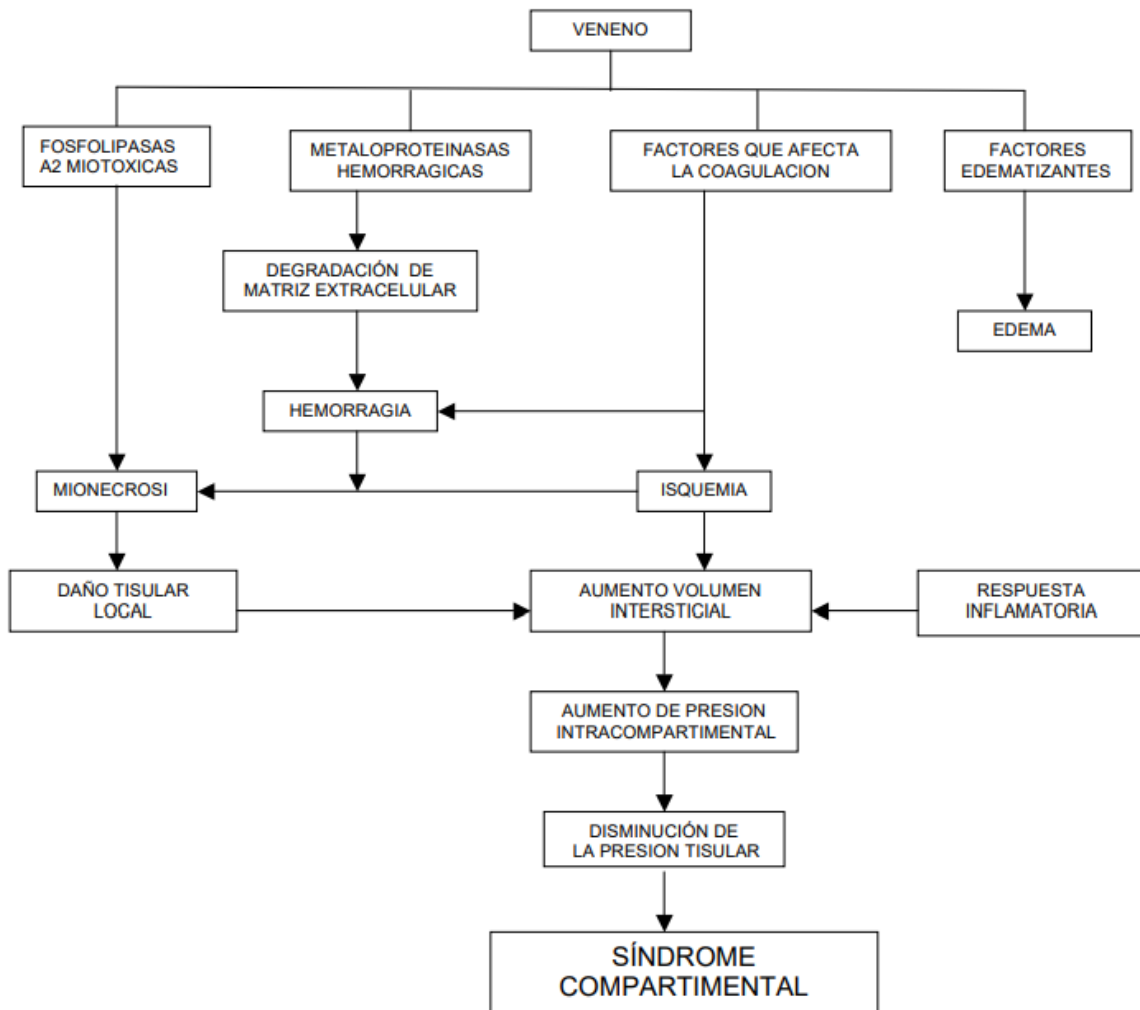 VENENO
FOSFOLIPASAS
A2 MIOTOXICAS
METALOPROTEINASAS
HEMORRAGICAS
FACTORES QUE AFECTA
LA COAGULACION
FACTORES
EDEMATIZANTES
DEGRADACIÓN DE
MATRIZ EXTRACELULAR
EDEMA
HEMORRAGIA
MIONECROSI
ISQUEMIA
DAÑO TISULAR
LOCAL
AUMENTO VOLUMEN
INTERSTICIAL
RESPUESTA
INFLAMATORIA
AUMENTO DE PRESION
INTRACOMPARTIMENTAL
DISMINUCIÓN DE
LA PRESION TISULAR
SÍNDROME
COMPARTIMENTAL